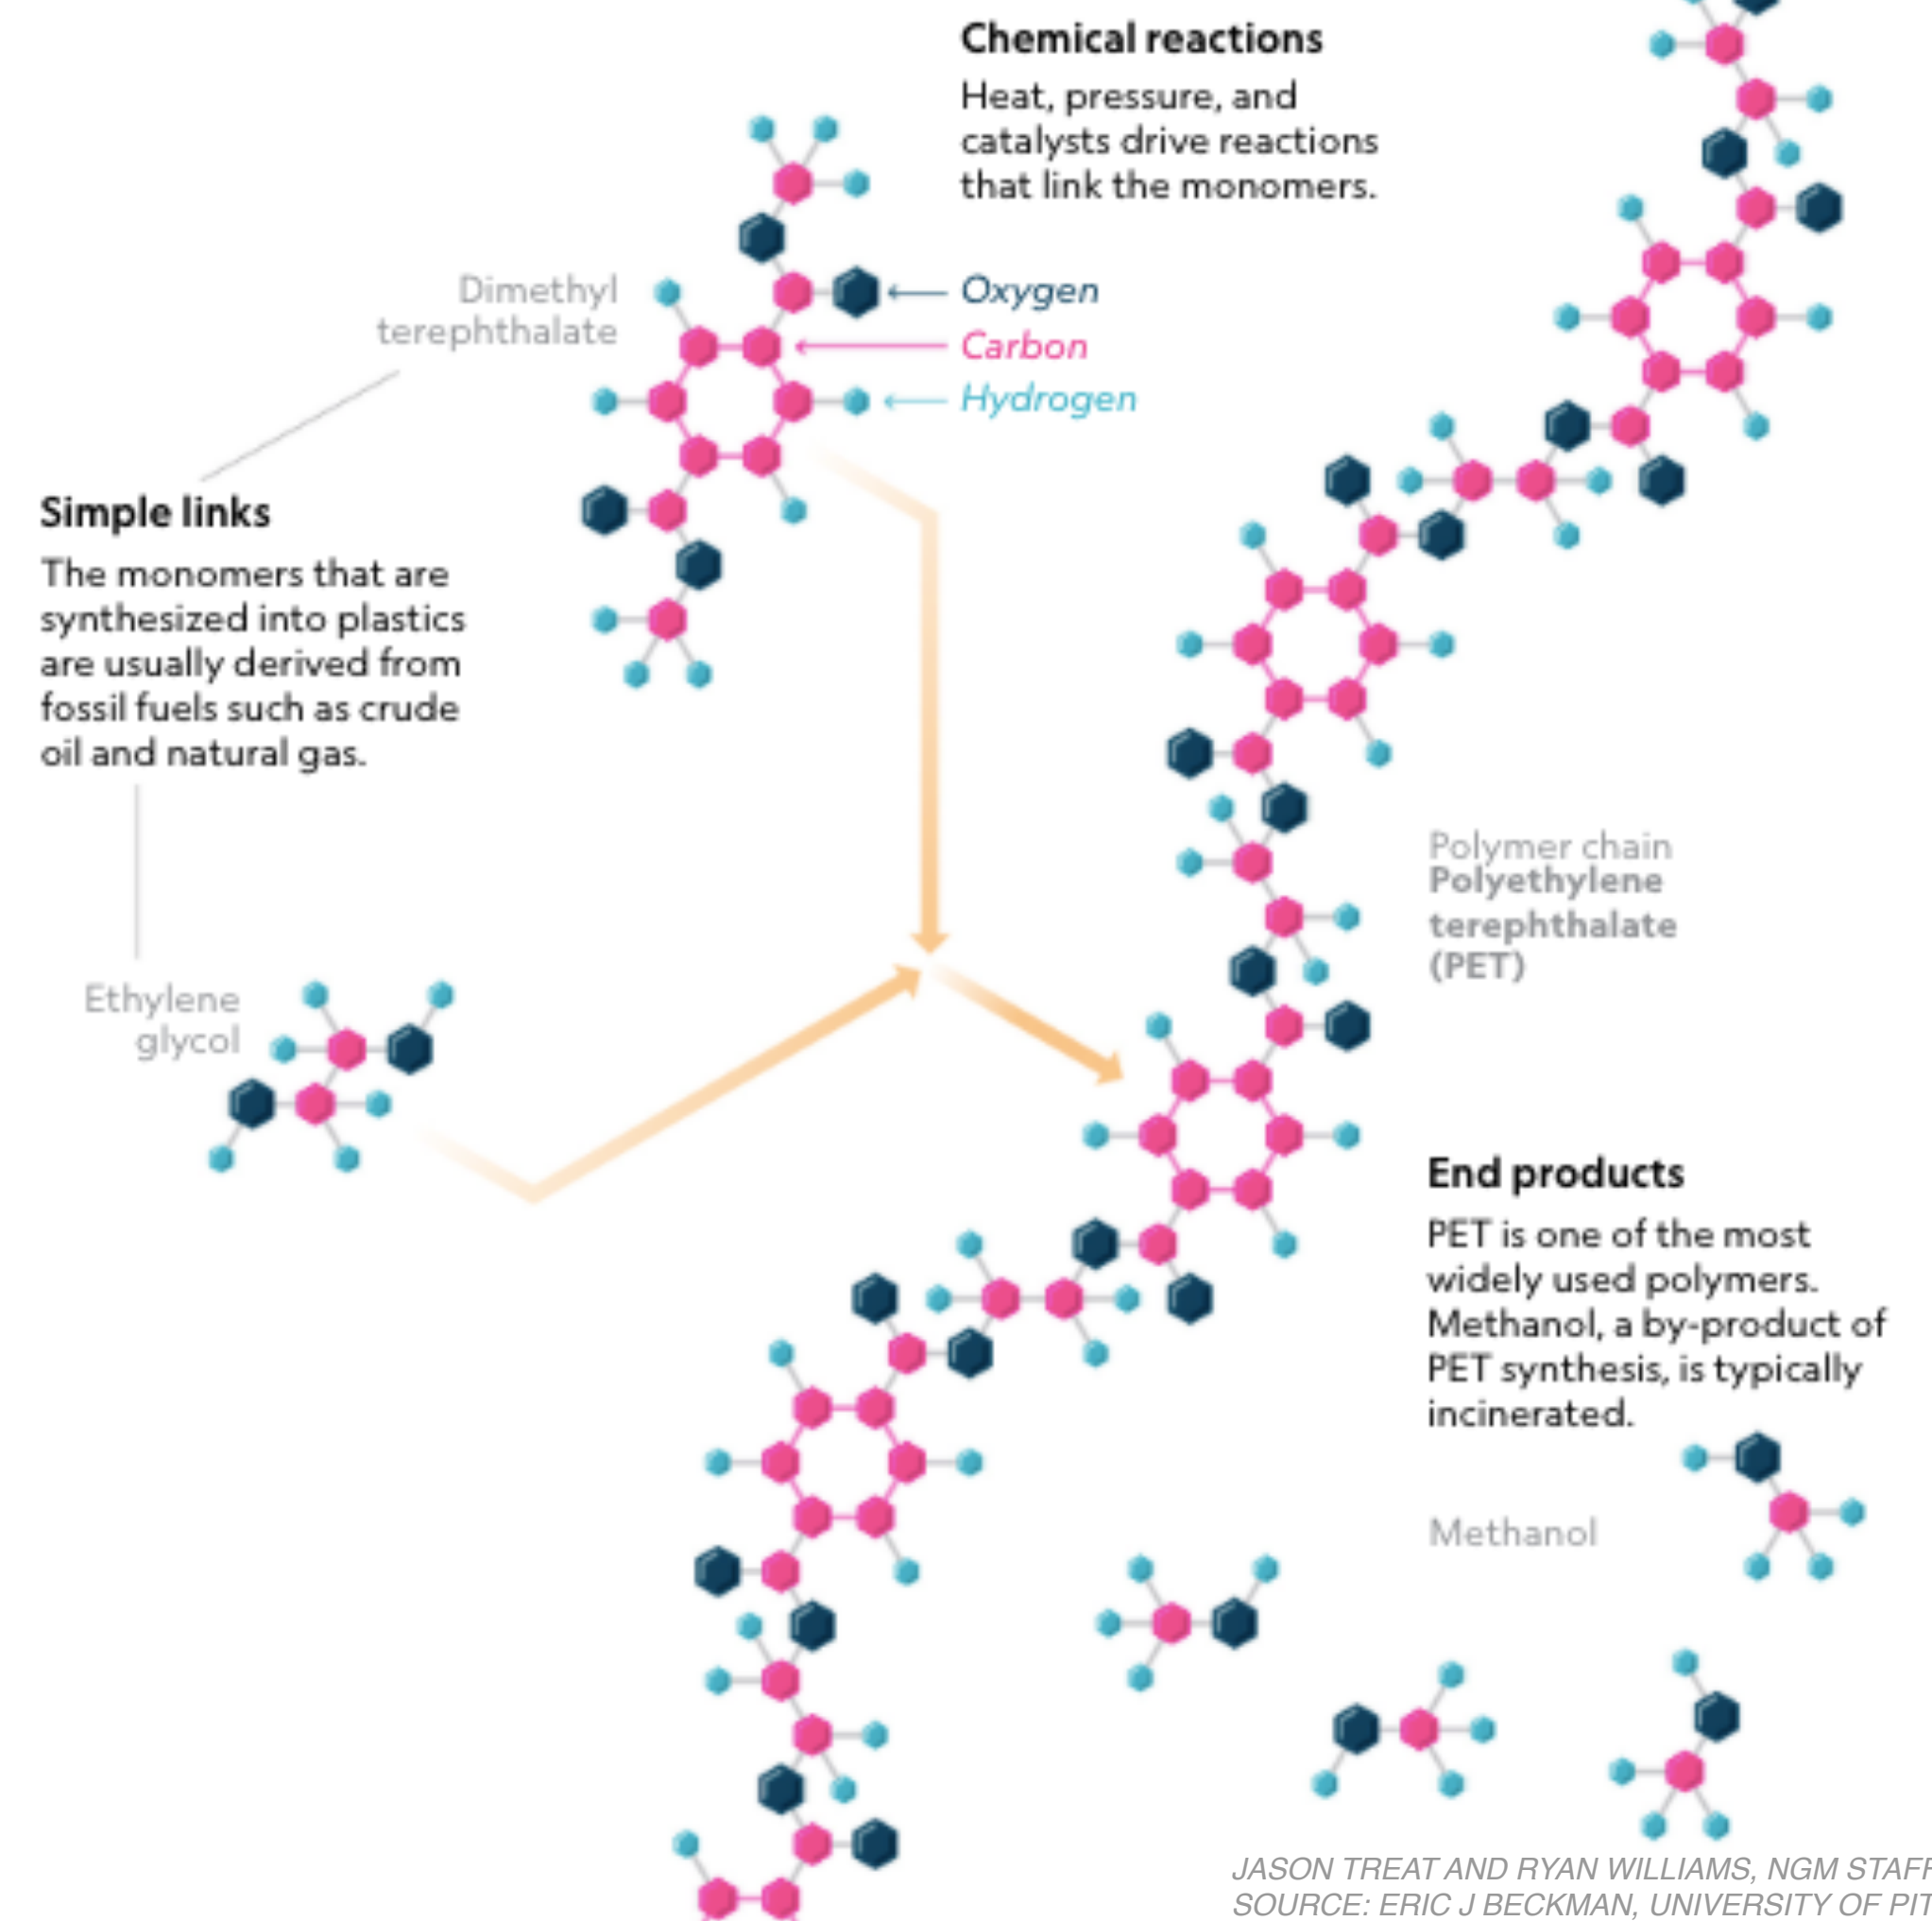 Chemical reactions
Heat, pressure, and
catalysts drive reactions
that link the monomers.
Dimethyl
terephthalate
Oxygen
Carbon
Hydrogen
Simple links
The monomers that are
synthesized into plastics
are usually derived from
fossil fuels such as crude
oil and natural gas.
Ethylene
glycol
Polymer chain
Polyethylene
terephthalate
(PET)
End products
PET is one of the most
widely used polymers.
Methanol, a by-product of
PET synthesis, is typically
incinerated.
Methanol
JASON TREAT AND RYAN WILLIAMS, NGM STAFF
SOURCE: ERIC J BECKMAN, UNIVERSITY OF PIT